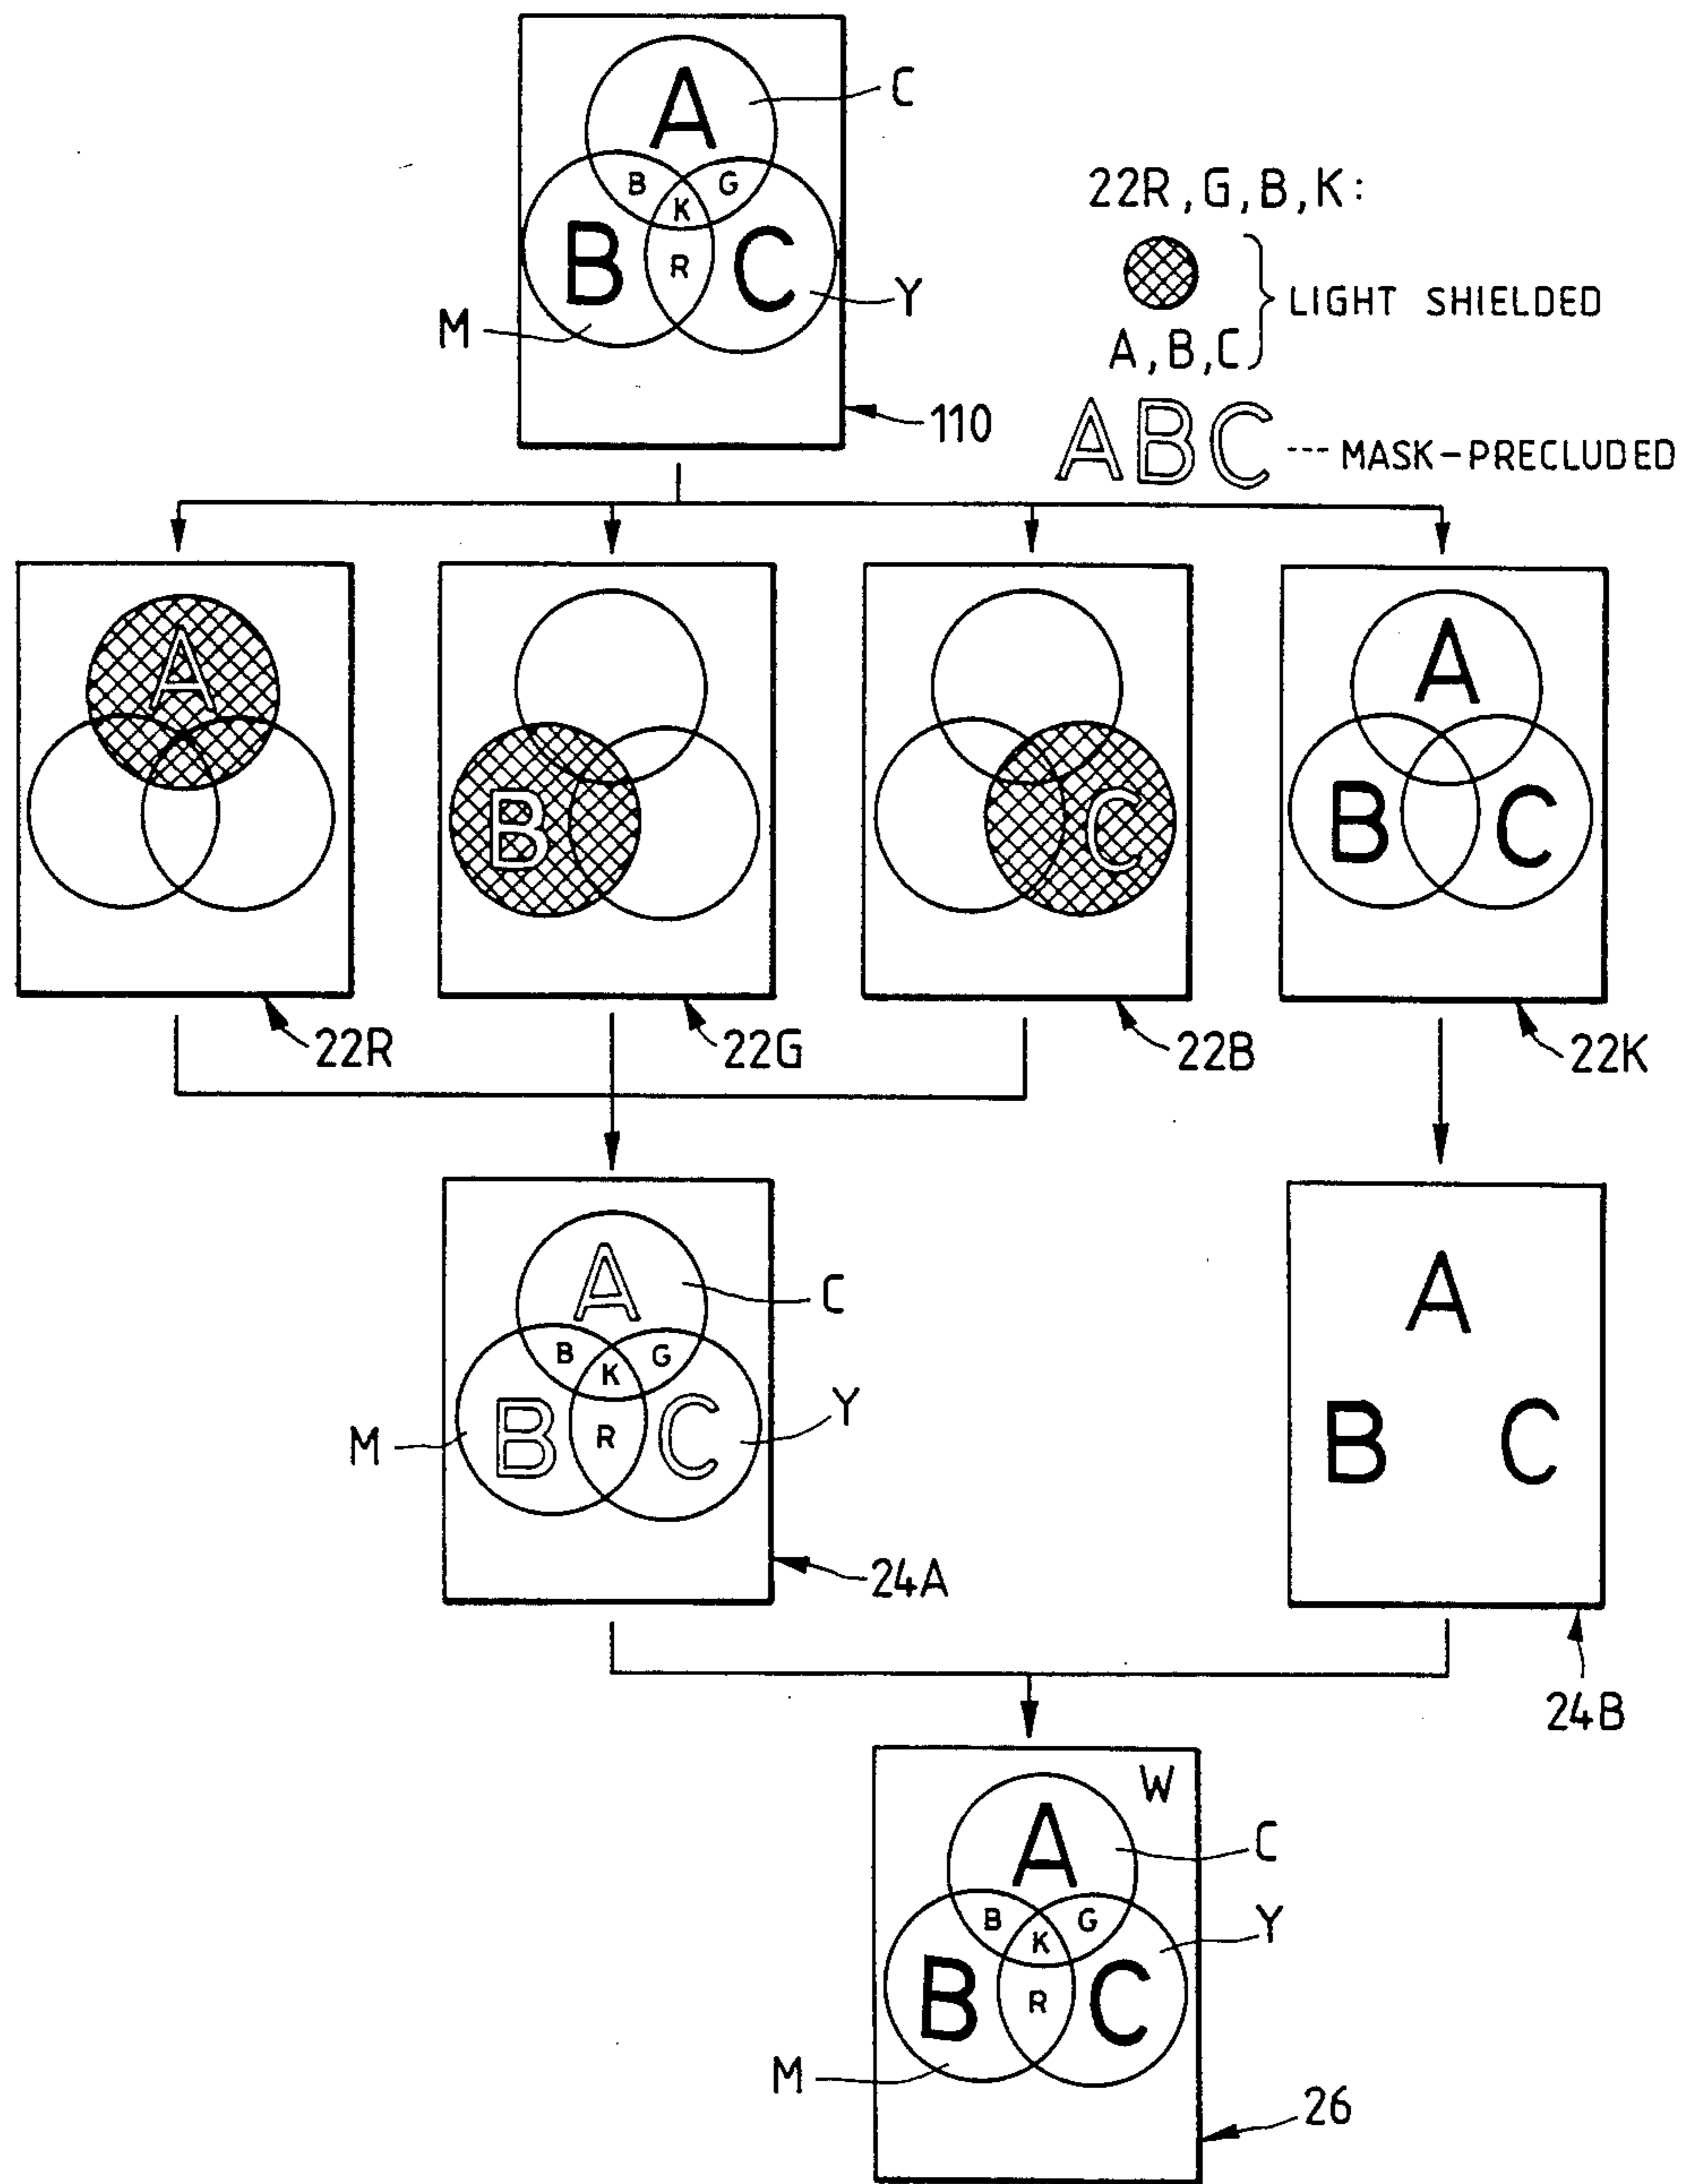 A
C
B
G
K
B
R
C
Y
M
110
22R, G, B, K:
LIGHT SHIELDED
A, B, C
ABC --- MASK-PRECLUDED
A
B
C
A
B
C
22R
22G
22B
22K
A
C
B
G
K
M
B
R
C
Y
24A
A
B
C
24B
W
A
C
B
G
K
Y
B
R
C
M
26